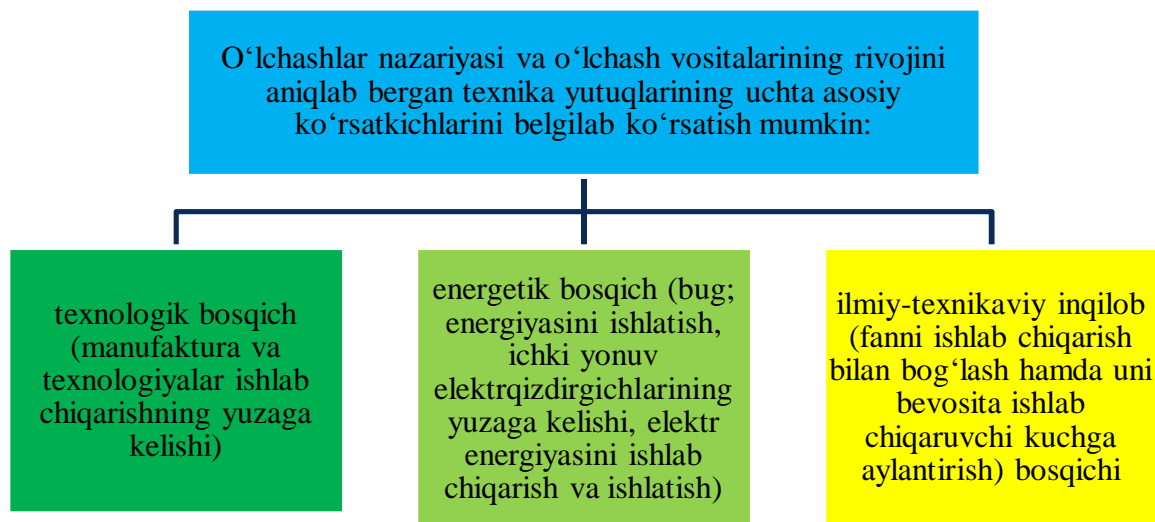 O‘lchashlar nazariyasi va o‘lchash vositalarining rivojini
aniqlab bergan texnika yutuqlarining uchta asosiy
ko‘rsatkichlarini belgilab ko‘rsatish mumkin:
texnologik bosqich
(manufaktura va
texnologiyalar ishlab
chiqarishning yuzaga
kelishi)
energetik bosqich (bug;
energiyasini ishlatish,
ichki yonuv
elektrqizdirgichlarining
yuzaga kelishi, elektr
energiyasini ishlab
chiqarish va ishlatish)
ilmiy-texnikaviy inqilob
(fanni ishlab chiqarish
bilan bog‘lash hamda uni
bevosita ishlab
chiqaruvchi kuchga
aylantirish) bosqichi